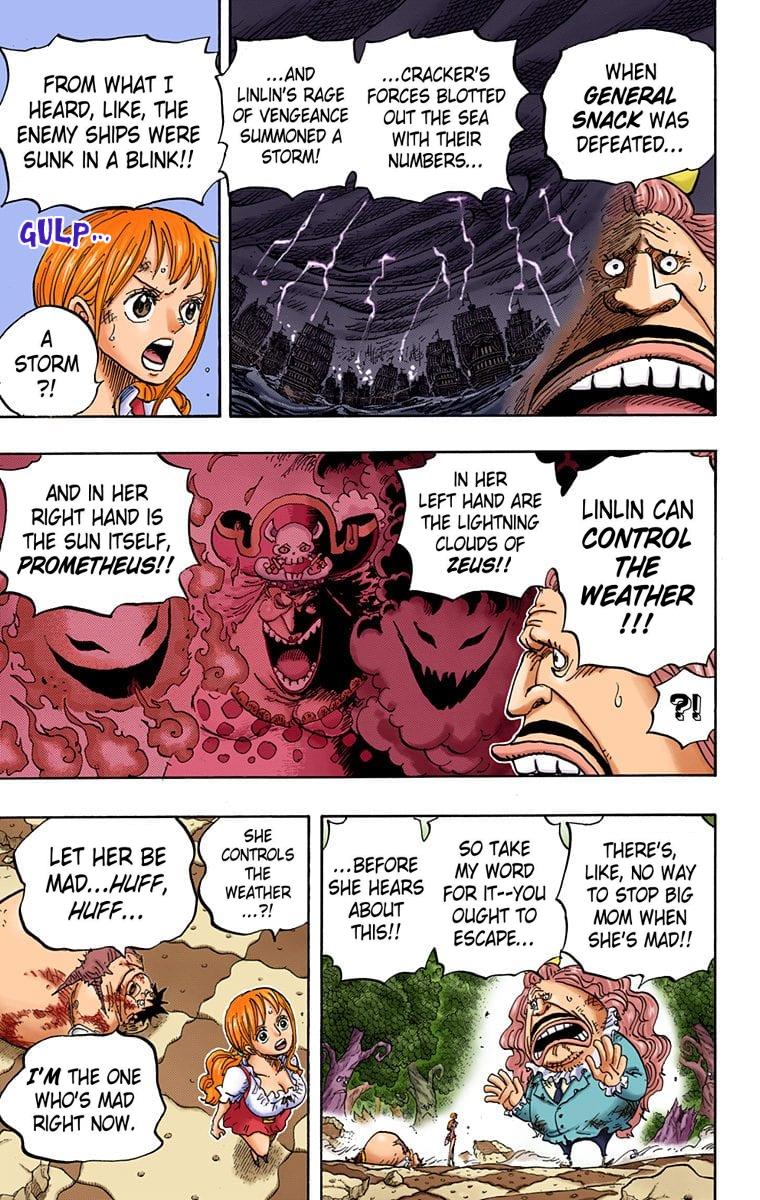 WHEN
GENERAL
SNACK WAS
DEFEATED...
...CRACKER'S
FORCES BLOTTED
OUT THE SEA
WITH THEIR
NUMBERS...
...AND
LINLIN'S RAGE
OF VENGEANCE
SUMMONED A
STORM!
FROM WHAT I
HEARD, LIKE, THE
ENEMY SHIPS WERE
SUNK IN A BLINK!!
GULP...
A
STORM
?!
LINLIN CAN
CONTROL
THE
WEATHER
!!!
?!
IN HER
LEFT HAND ARE
THE LIGHTNING
CLOUDS OF
ZEUS!!
AND IN HER
RIGHT HAND IS
THE SUN ITSELF,
PROMETHEUS!!
THERE'S,
LIKE, NO WAY
TO STOP BIG
MOM WHEN
SHE'S MAD!!
SO TAKE
MY WORD
FOR IT--YOU
OUGHT TO
ESCAPE...
...BEFORE
SHE HEARS
ABOUT
THIS!!
SHE
CONTROLS
THE
WEATHER
...?!
LET HER BE
MAD...HUFF,
HUFF...
I'M THE ONE
WHO'S MAD
RIGHT NOW.